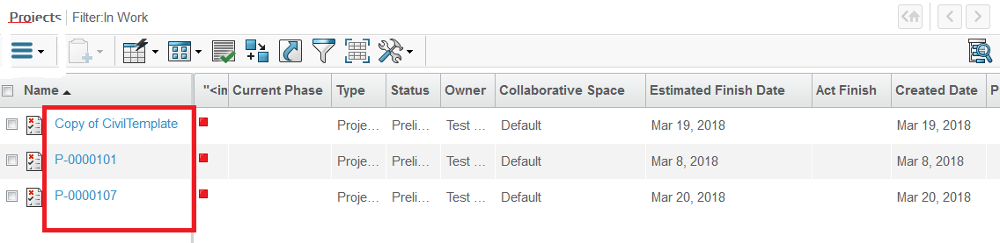 Projects Filter:In Work
Name "<in Current Phase Type Status Owner Collaborative Space Estimated Finish Date Act Finish Created Date P
Copy of CivilTemplate Proje... Preli... Test ... Default Mar 19, 2018 Mar 19, 2018
P-0000101 Proje... Preli... Test ... Default Mar 8, 2018 Mar 8, 2018
P-0000107 Proje... Preli... Test ... Default Mar 20, 2018 Mar 20, 2018